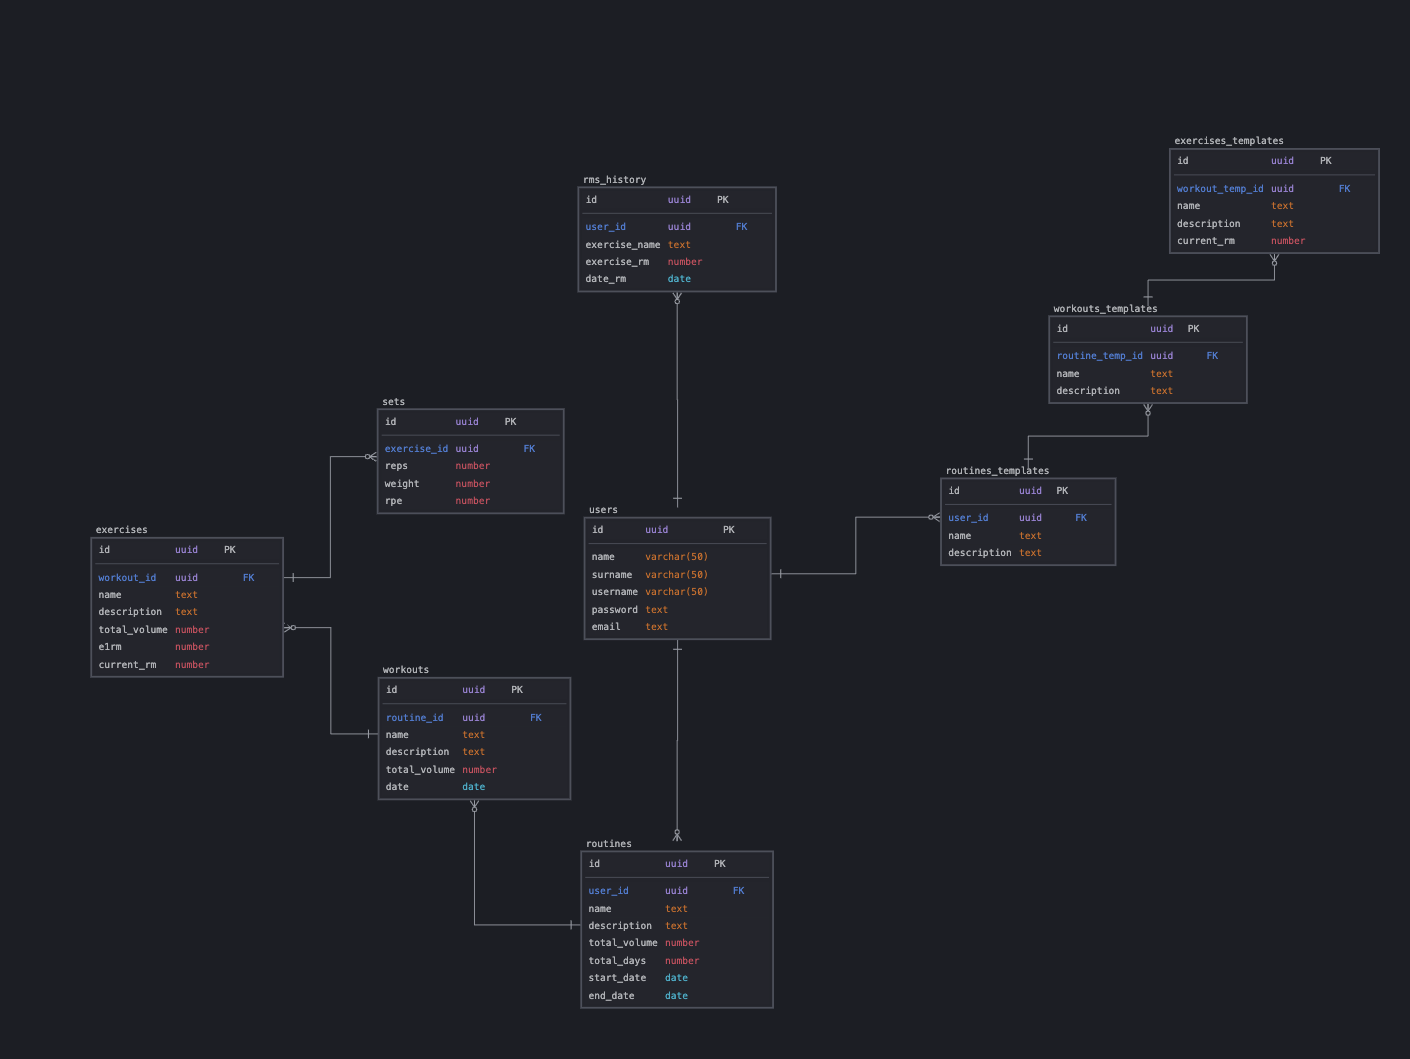 exercises_templates
id uuid PK
workout_temp_id uuid FK
name text
description text
current_rm number
rms_history
id uuid PK
user_id uuid FK
exercise_name text
exercise_rm number
date_rm date
workouts_templates
id uuid PK
routine_temp_id uuid FK
name text
description text
sets
id uuid PK
exercise_id uuid FK
reps number
weight number
rpe number
routines_templates
id uuid PK
user_id uuid FK
name text
description text
users
id uuid PK
name varchar(50)
surname varchar(50)
username varchar(50)
password text
email text
exercises
id uuid PK
workout_id uuid FK
name text
description text
total_volume number
e1rm number
current_rm number
workouts
id uuid PK
routine_id uuid FK
name text
description text
total_volume number
date date
routines
id uuid PK
user_id uuid FK
name text
description text
total_volume number
total_days number
start_date date
end_date date